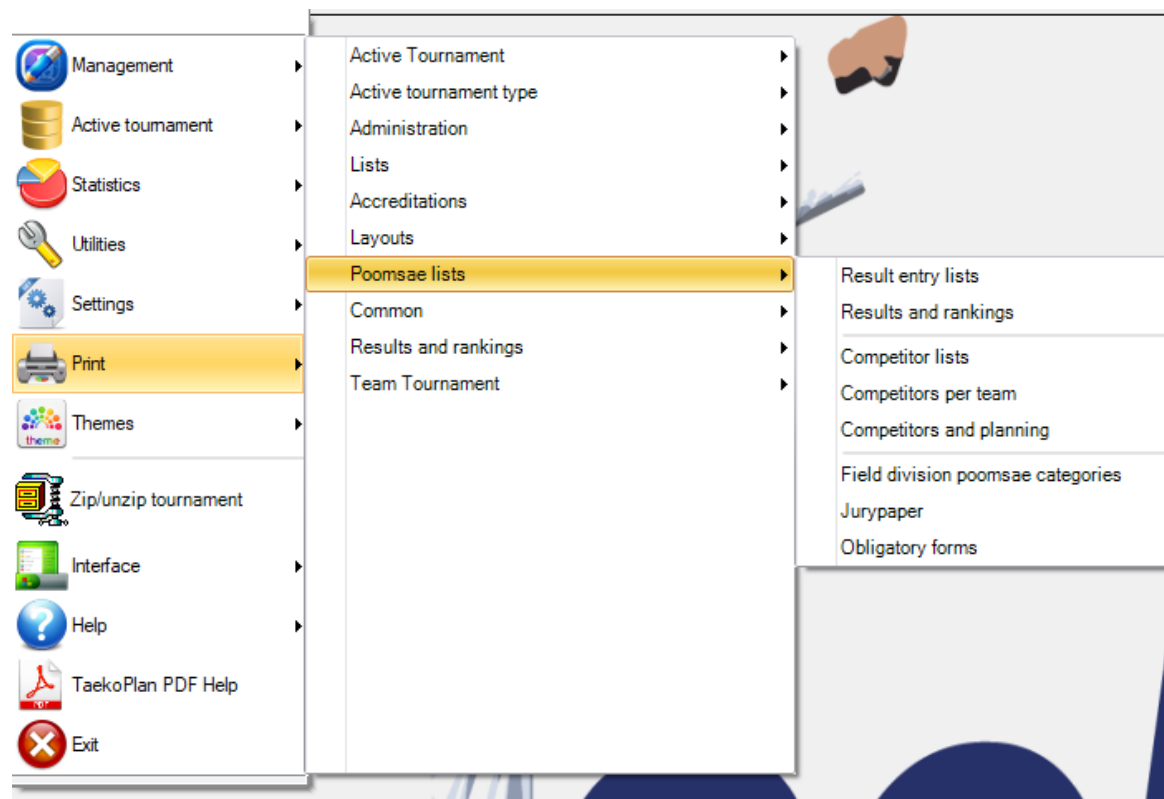 Management
Active tournament
Statistics
Utilities
Settings
Print
theme
Themes
Zip/unzip tournament
Interface
Help
PDF
TaekoPlan PDF Help
Exit
Active Tournament
Active tournament type
Administration
Lists
Accreditations
Layouts
Poomsae lists
Common
Results and rankings
Team Tournament
Result entry lists
Results and rankings
Competitor lists
Competitors per team
Competitors and planning
Field division poomsae categories
Jurypaper
Obligatory forms